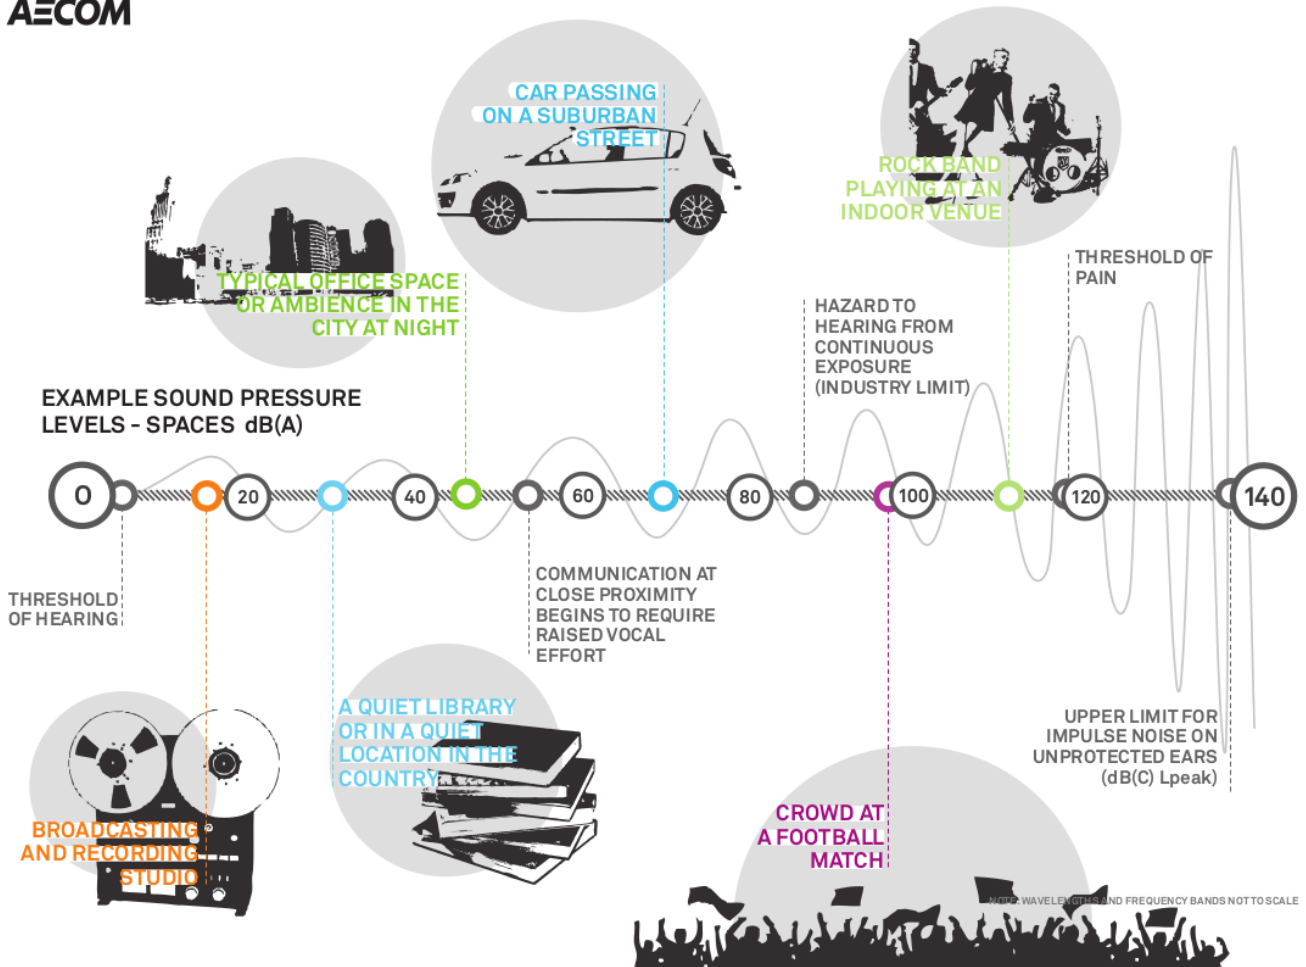 AECOM
CAR PASSING
ON A SUBURBAN
STREET
ROCK BAND
PLAYING AT AN
INDOOR VENUE
TYPICAL OFFICE SPACE
OR AMBIENCE IN THE
CITY AT NIGHT
THRESHOLD OF
PAIN
HAZARD TO
HEARING FROM
CONTINUOUS
EXPOSURE
(INDUSTRY LIMIT)
EXAMPLE SOUND PRESSURE
LEVELS - SPACES dB(A)
0 20 40 60 80 100 120 140
THRESHOLD
OF HEARING
COMMUNICATION AT
CLOSE PROXIMITY
BEGINS TO REQUIRE
RAISED VOCAL
EFFORT
A QUIET LIBRARY
OR IN A QUIET
LOCATION IN THE
COUNTRY
UPPER LIMIT FOR
IMPULSE NOISE ON
UNPROTECTED EARS
(dB(C) Lpeak)
BROADCASTING
AND RECORDING
STUDIO
CROWD AT
A FOOTBALL
MATCH
NOTE: WAVELENGTHS AND FREQUENCY BANDS NOT TO SCALE